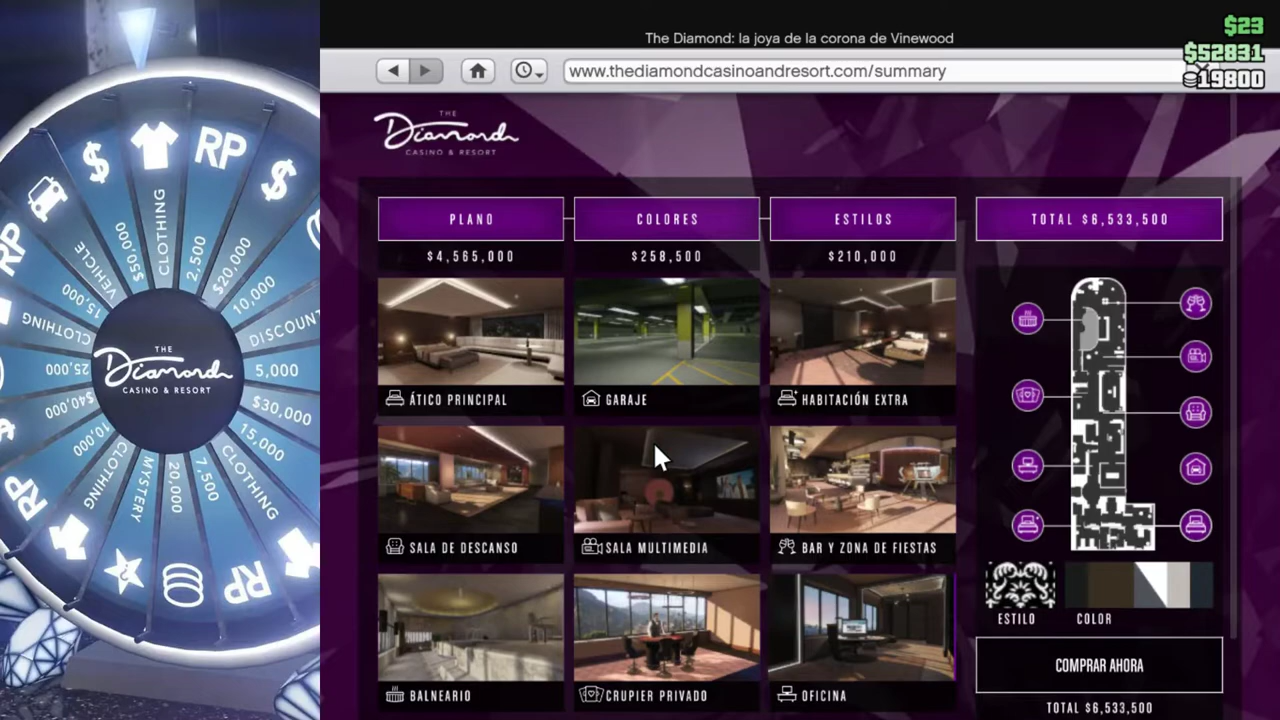 The Diamond: la joya de la corona de Vinewood
$23
$52831
19800
www.thediamondcasinoandresort.com/summary
THE
Diamond
CASINO & RESORT
PLANO
COLORES
ESTILOS
TOTAL $6,533,500
$4,565,000
$258,500
$210,000
ÁTICO PRINCIPAL
GARAJE
HABITACIÓN EXTRA
SALA DE DESCANSO
SALA MULTIMEDIA
BAR Y ZONA DE FIESTAS
BALNEARIO
CRUPIER PRIVADO
OFICINA
ESTILO
COLOR
COMPRAR AHORA
TOTAL $6,533,500
$
RP
$
$50,000
CLOTHING
2,500
$20,000
10,000
DISCOUNT
5,000
$30,000
15,000
CLOTHING
7,500
20,000
MYSTERY
CLOTHING
10,000
$40,000
25,000
CLOTHING
15,000
VEHICLE
RP
RP
RP
?
THE
Diamond
CASINO & RESORT